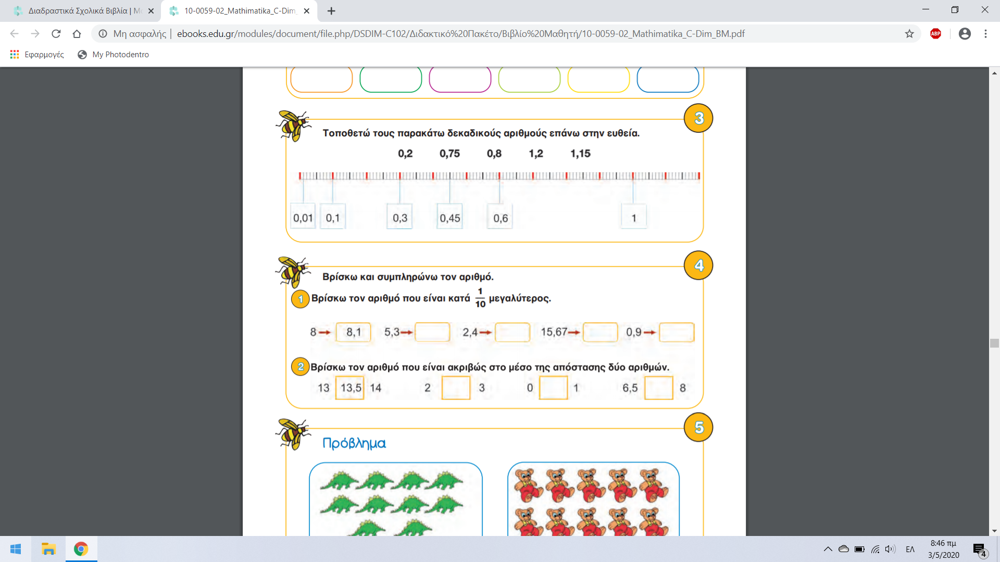 Διαδραστικά Σχολικά Βιβλία | Μα
10-0059-02_Mathimatika_C-Dim_
Μη ασφαλής
ebooks.edu.gr/modules/document/file.php/DSDIM-C102/Διδακτικό%20Πακέτο/Βιβλίο%20Μαθητή/10-0059-02_Mathimatika_C-Dim_BM.pdf
ABP
Εφαρμογές
My Photodentro
3
Τοποθετώ τους παρακάτω δεκαδικούς αριθμούς επάνω στην ευθεία.
0,2 0,75 0,8 1,2 1,15
0,01 0,1 0,3 0,45 0,6 1
4
Βρίσκω και συμπληρώνω τον αριθμό.
1 Βρίσκω τον αριθμό που είναι κατά 1/10 μεγαλύτερος.
8 8,1 5,3 2,4 15,67 0,9
2 Βρίσκω τον αριθμό που είναι ακριβώς στο μέσο της απόστασης δύο αριθμών.
13 13,5 14 2 3 0 1 6,5 8
5
Πρόβλημα
ΕΛ
8:46 πμ
3/5/2020
4